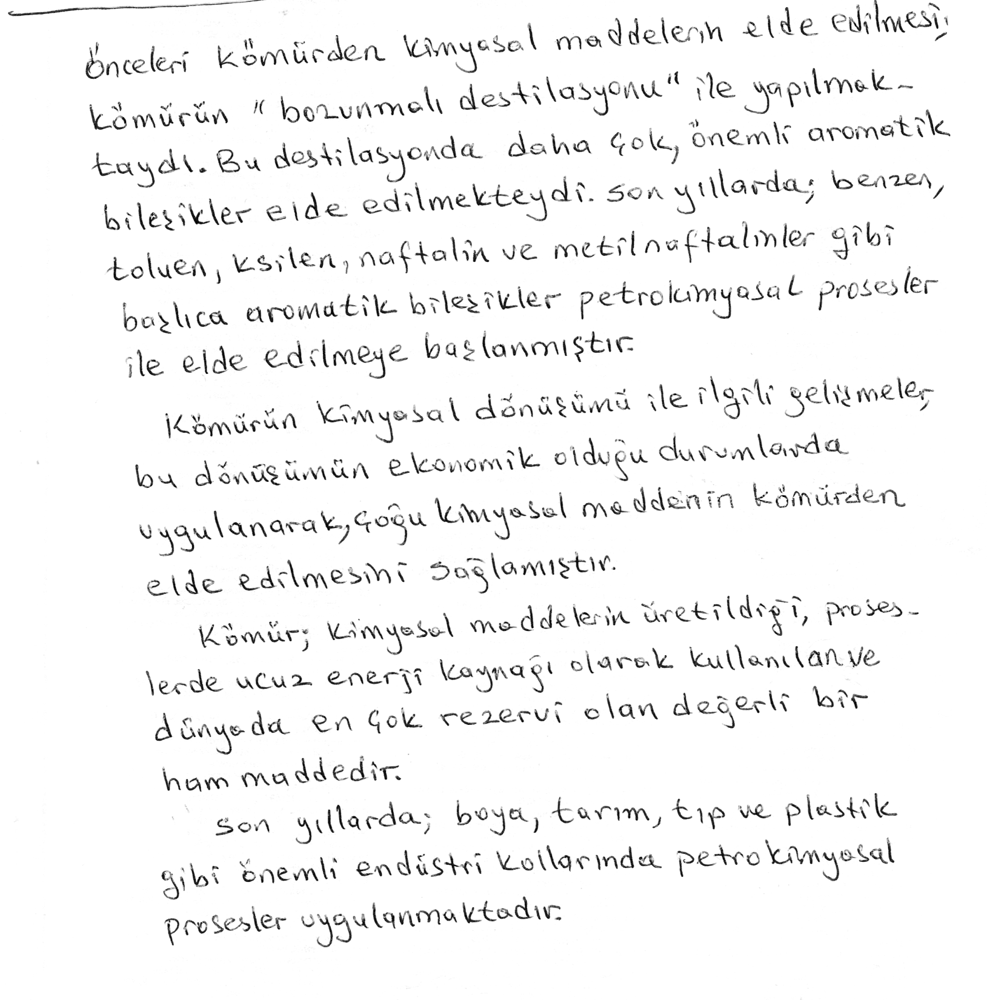 Önceleri kömürden kimyasal maddelerin elde edilmesi;
kömürün "bozunmalı destilasyonu" ile yapılmak-
taydı. Bu destilasyonda daha çok, önemli aromatik
bileşikler elde edilmekteydi. Son yıllarda; benzen,
toluen, ksilen, naftalin ve metilnaftalinler gibi
başlıca aromatik bileşikler petrokimyasal prosesler
ile elde edilmeye başlanmıştır.
Kömürün kimyasal dönüşümü ile ilgili gelişmeler,
bu dönüşümün ekonomik olduğu durumlarda
uygulanarak, çoğu kimyasal maddenin kömürden
elde edilmesini sağlamıştır.
Kömür; kimyasal maddelerin üretildiği, proses-
lerde ucuz enerji kaynağı olarak kullanılan ve
dünyada en çok rezervi olan değerli bir
ham maddedir.
Son yıllarda; boya, tarım, tıp ve plastik
gibi önemli endüstri kollarında petrokimyasal
prosesler uygulanmaktadır.